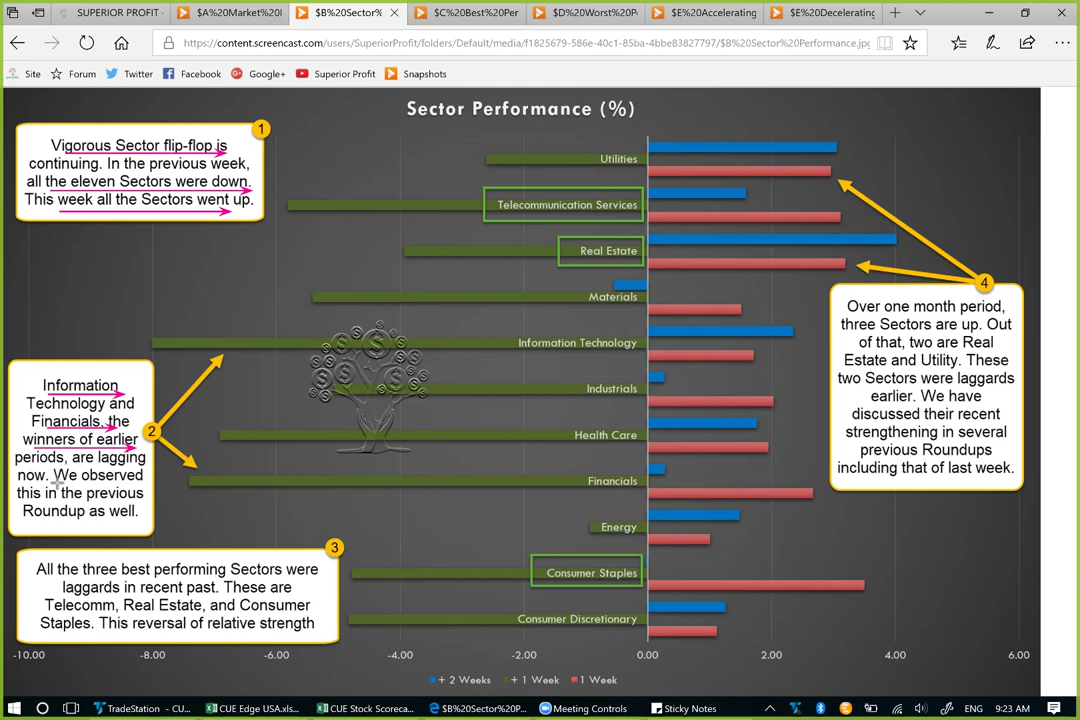 SUPERIOR PROFIT -
$A%20Market%20I
$B%20Sector%
$C%20Best%20Per
$D%20Worst%20P
$E%20Accelerating
$E%20Decelerating
https://content.screencast.com/users/SuperiorProfit/folders/Default/media/f1825679-586e-40c1-85ba-4bbe83827797/$B%20Sector%20Performance.jpg
Site Forum Twitter Facebook Google+ Superior Profit Snapshots
Sector Performance (%)
1
Vigorous Sector flip-flop is
continuing. In the previous week,
all the eleven Sectors were down.
This week all the Sectors went up.
Utilities
Telecommunication Services
Real Estate
Materials
Information Technology
Industrials
Health Care
Financials
Energy
Consumer Staples
Consumer Discretionary
4
Over one month period,
three Sectors are up. Out
of that, two are Real
Estate and Utility. These
two Sectors were laggards
earlier. We have
discussed their recent
strengthening in several
previous Roundups
including that of last week.
2
Information
Technology and
Financials, the
winners of earlier
periods, are lagging
now. We observed
this in the previous
Roundup as well.
3
All the three best performing Sectors were
laggards in recent past. These are
Telecomm, Real Estate, and Consumer
Staples. This reversal of relative strength
-10.00 -8.00 -6.00 -4.00 -2.00 0.00 2.00 4.00 6.00
+ 2 Weeks + 1 Week 1 Week
TradeStation - CU... CUE Edge USA.xls... CUE Stock Scoreca... $B%20Sector%20P... Meeting Controls Sticky Notes ENG 9:23 AM